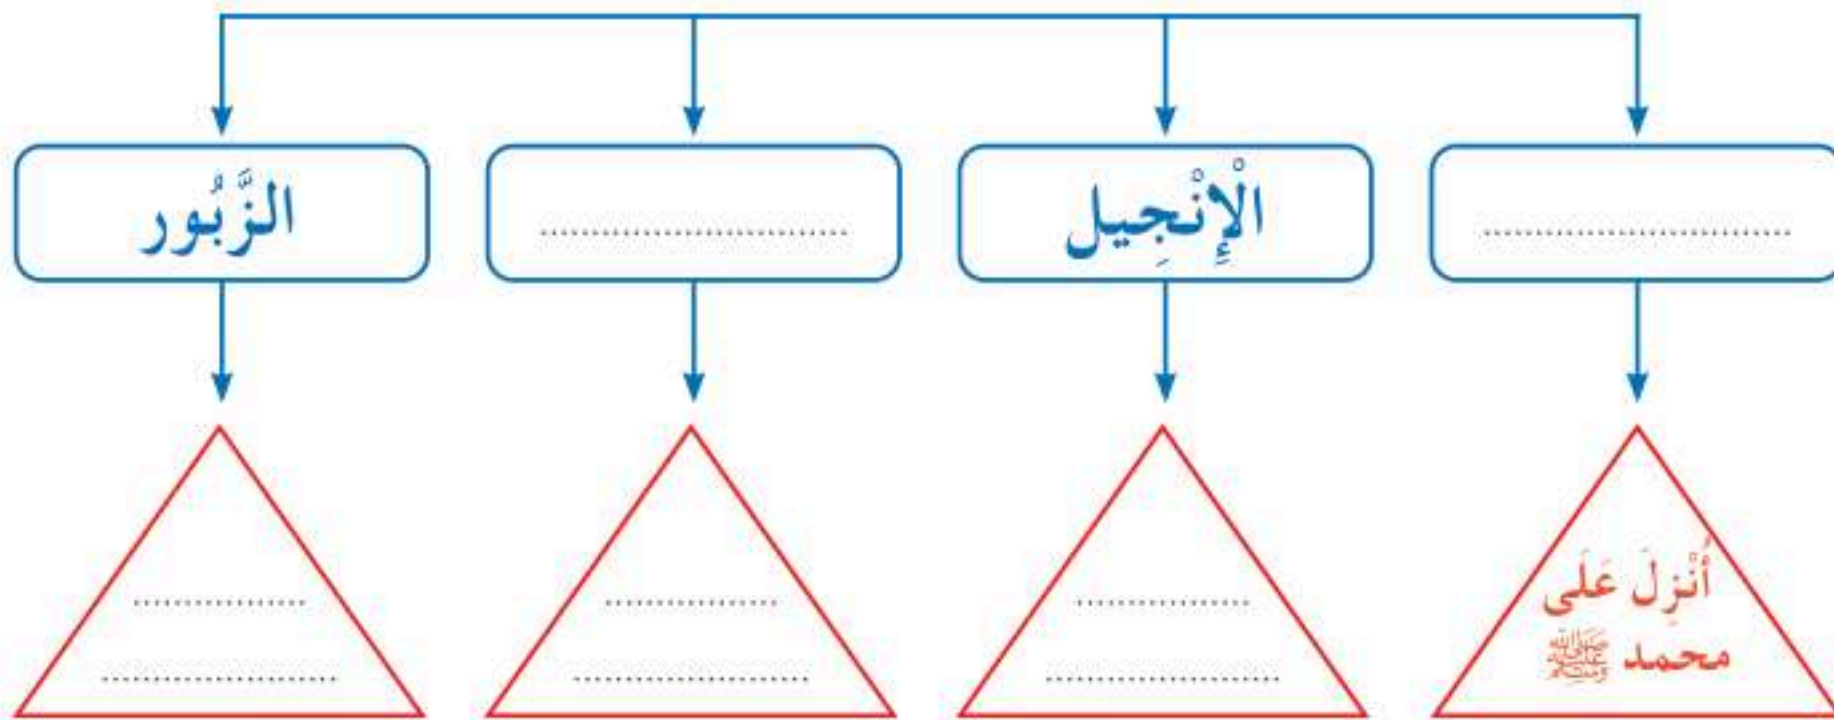 الْإِنْجِيل
الزَّبُور
أُنْزِلَ عَلَى
محمد ﷺ